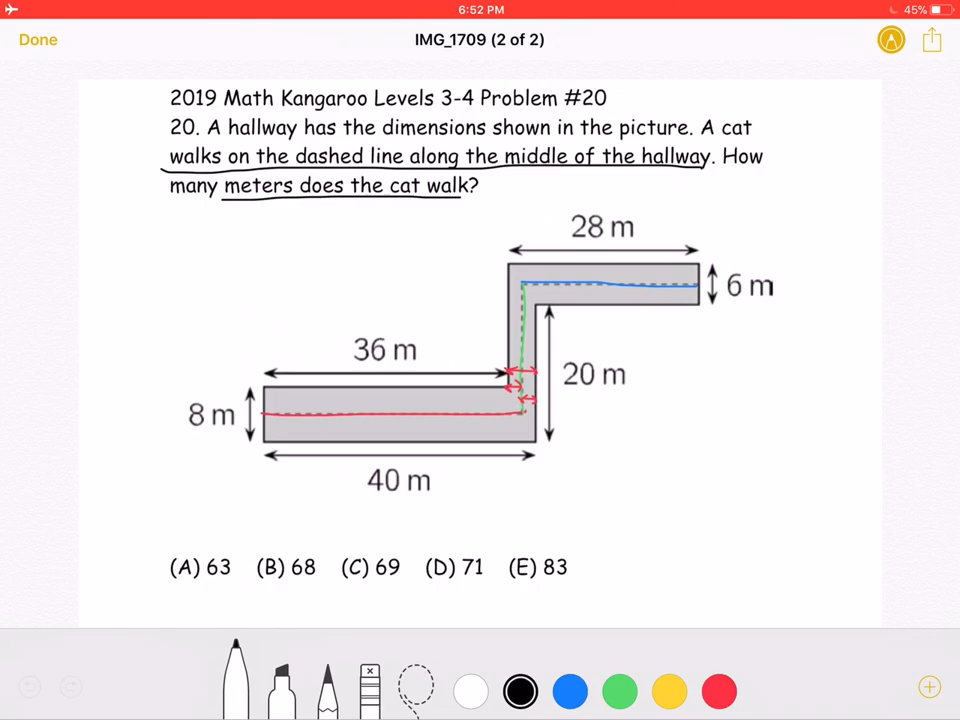 6:52 PM
45%
Done
IMG_1709 (2 of 2)
2019 Math Kangaroo Levels 3-4 Problem #20
20. A hallway has the dimensions shown in the picture. A cat
walks on the dashed line along the middle of the hallway. How
many meters does the cat walk?
28 m
6 m
36 m
20 m
8 m
40 m
(A) 63 (B) 68 (C) 69 (D) 71 (E) 83